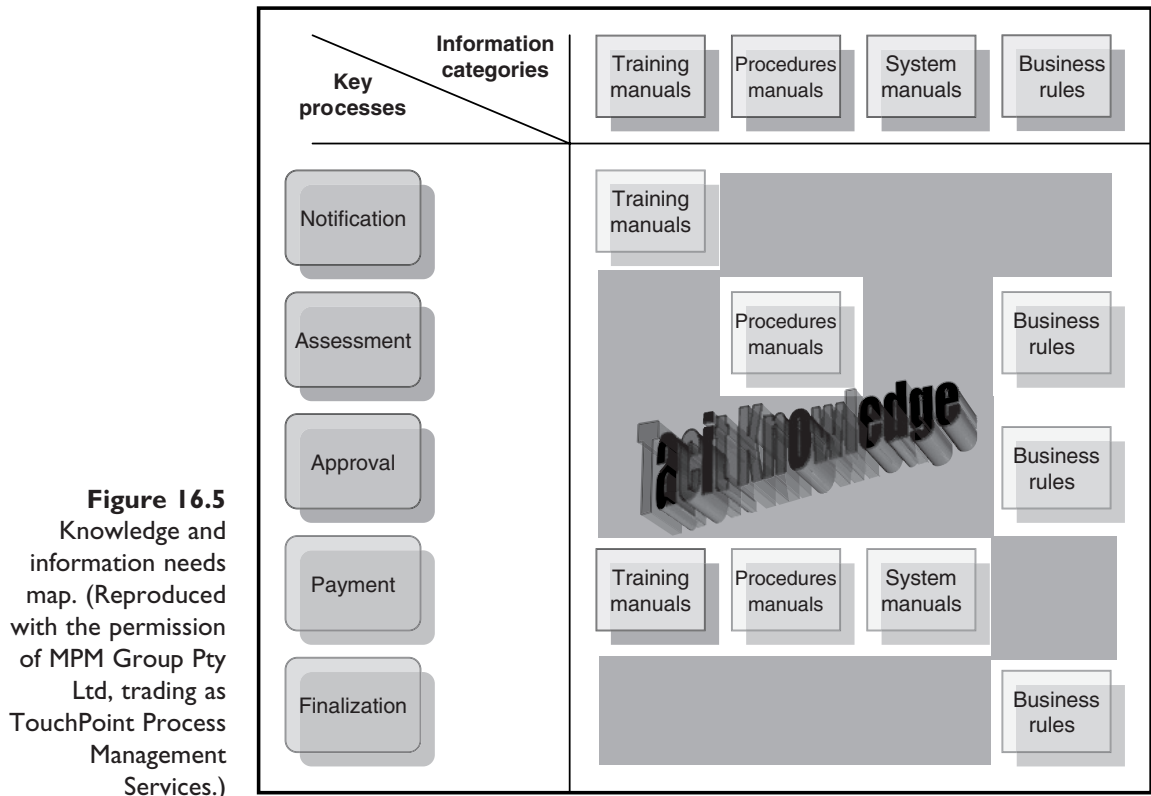 Information
categories
Key
processes
Training
manuals
Procedures
manuals
System
manuals
Business
rules
Notification
Training
manuals
Assessment
Procedures
manuals
Business
rules
Tacit Knowledge
Approval
Business
rules
Payment
Training
manuals
Procedures
manuals
System
manuals
Finalization
Business
rules
Figure 16.5
Knowledge and
information needs
map. (Reproduced
with the permission
of MPM Group Pty
Ltd, trading as
TouchPoint Process
Management
Services.)